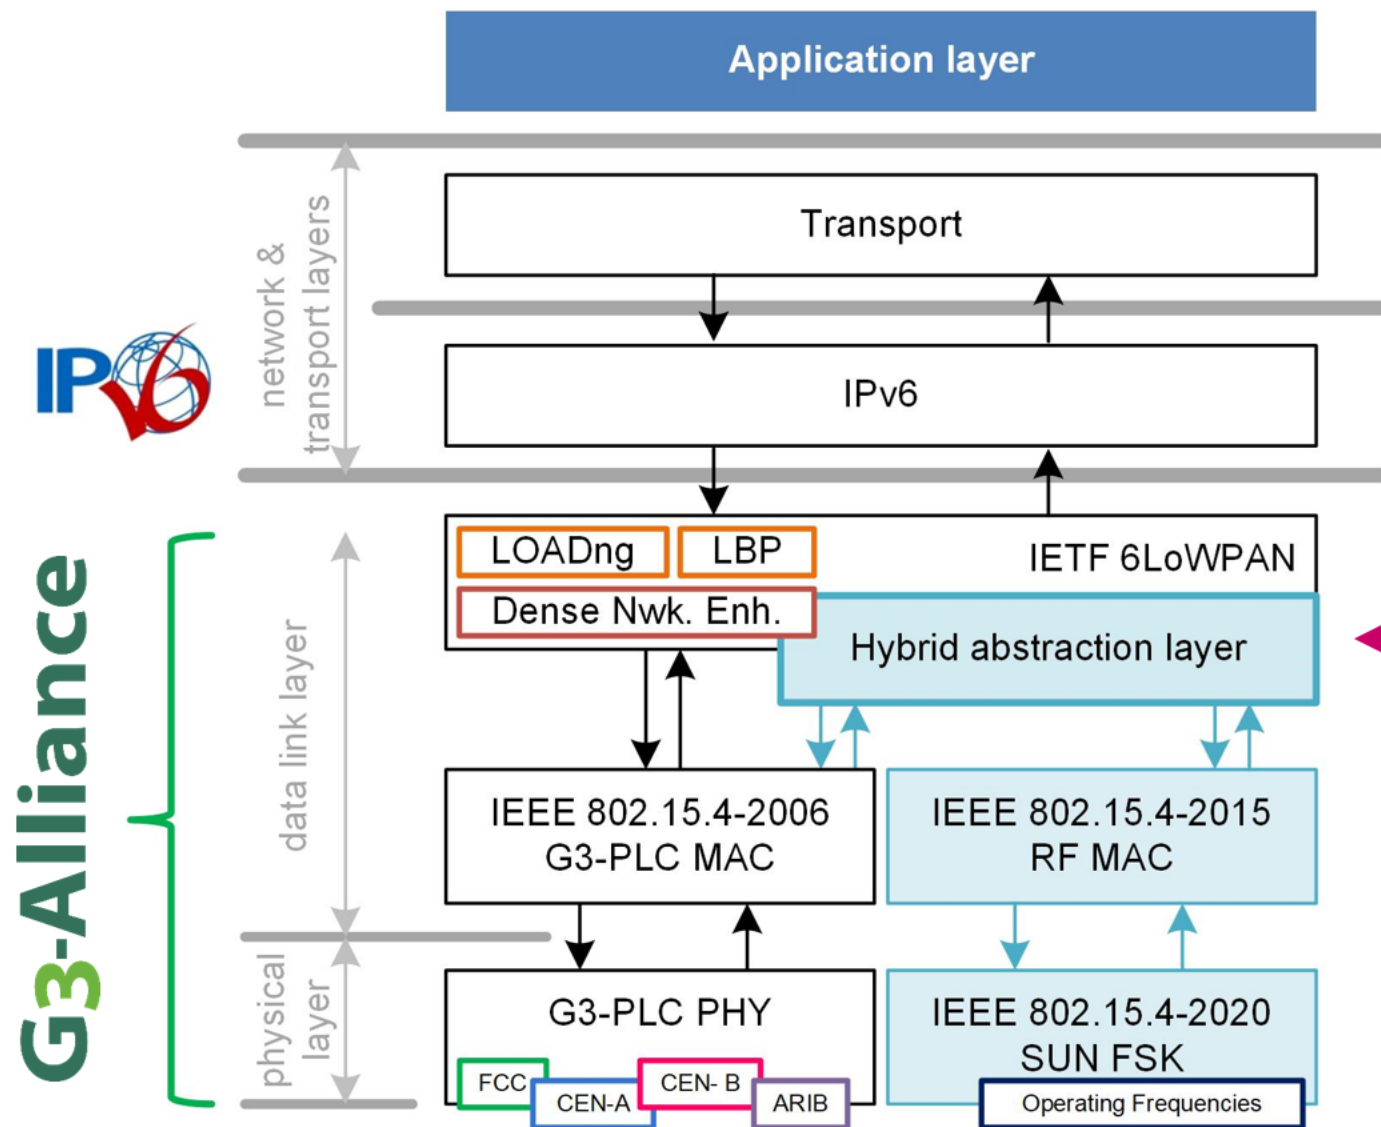 Application layer
network &
transport layers
Transport
IPv6
IPv6
G3-Alliance
data link layer
LOADng
LBP
IETF 6LoWPAN
Dense Nwk. Enh.
Hybrid abstraction layer
IEEE 802.15.4-2006
G3-PLC MAC
IEEE 802.15.4-2015
RF MAC
physical
layer
G3-PLC PHY
FCC
CEN-A
CEN- B
ARIB
IEEE 802.15.4-2020
SUN FSK
Operating Frequencies